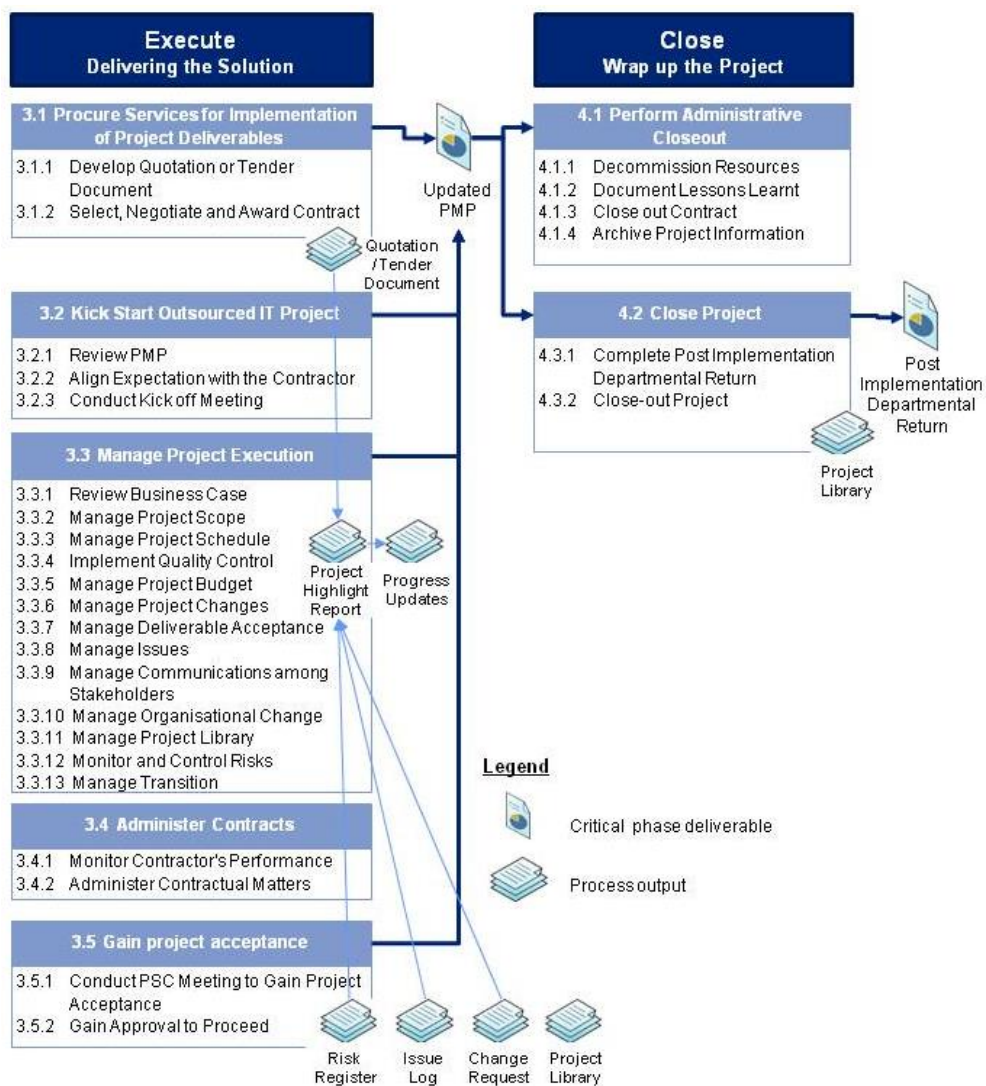 Execute
Delivering the Solution
Close
Wrap up the Project
3.1 Procure Services for Implementation
of Project Deliverables
3.1.1 Develop Quotation or Tender
Document
3.1.2 Select, Negotiate and Award Contract
Updated
PMP
Quotation
/Tender
Document
4.1 Perform Administrative
Closeout
4.1.1 Decommission Resources
4.1.2 Document Lessons Learnt
4.1.3 Close out Contract
4.1.4 Archive Project Information
3.2 Kick Start Outsourced IT Project
3.2.1 Review PMP
3.2.2 Align Expectation with the Contractor
3.2.3 Conduct Kick off Meeting
4.2 Close Project
4.3.1 Complete Post Implementation
Departmental Return
4.3.2 Close-out Project
Post
Implementation
Departmental
Return
Project
Library
3.3 Manage Project Execution
3.3.1 Review Business Case
3.3.2 Manage Project Scope
3.3.3 Manage Project Schedule
3.3.4 Implement Quality Control
3.3.5 Manage Project Budget
3.3.6 Manage Project Changes
3.3.7 Manage Deliverable Acceptance
3.3.8 Manage Issues
3.3.9 Manage Communications among
Stakeholders
3.3.10 Manage Organisational Change
3.3.11 Manage Project Library
3.3.12 Monitor and Control Risks
3.3.13 Manage Transition
Project
Highlight
Report
Progress
Updates
Legend
Critical phase deliverable
Process output
3.4 Administer Contracts
3.4.1 Monitor Contractor's Performance
3.4.2 Administer Contractual Matters
3.5 Gain project acceptance
3.5.1 Conduct PSC Meeting to Gain Project
Acceptance
3.5.2 Gain Approval to Proceed
Risk
Register
Issue
Log
Change
Request
Project
Library